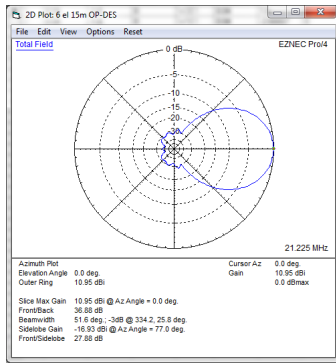 2D Plot: 6 el 15m OP-DES
File Edit View Options Reset
Total Field
EZNEC Pro/4
0 dB
-5
-10
-15
-20
-30
21.225 MHz
Azimuth Plot
Elevation Angle 0.0 deg.
Outer Ring 10.95 dBi
Cursor Az 0.0 deg.
Gain 10.95 dBi
0.0 dBmax
Slice Max Gain 10.95 dBi @ Az Angle = 0.0 deg.
Front/Back 36.88 dB
Beamwidth 51.6 deg.; -3dB @ 334.2, 25.8 deg.
Sidelobe Gain -16.93 dBi @ Az Angle = 77.0 deg.
Front/Sidelobe 27.88 dB